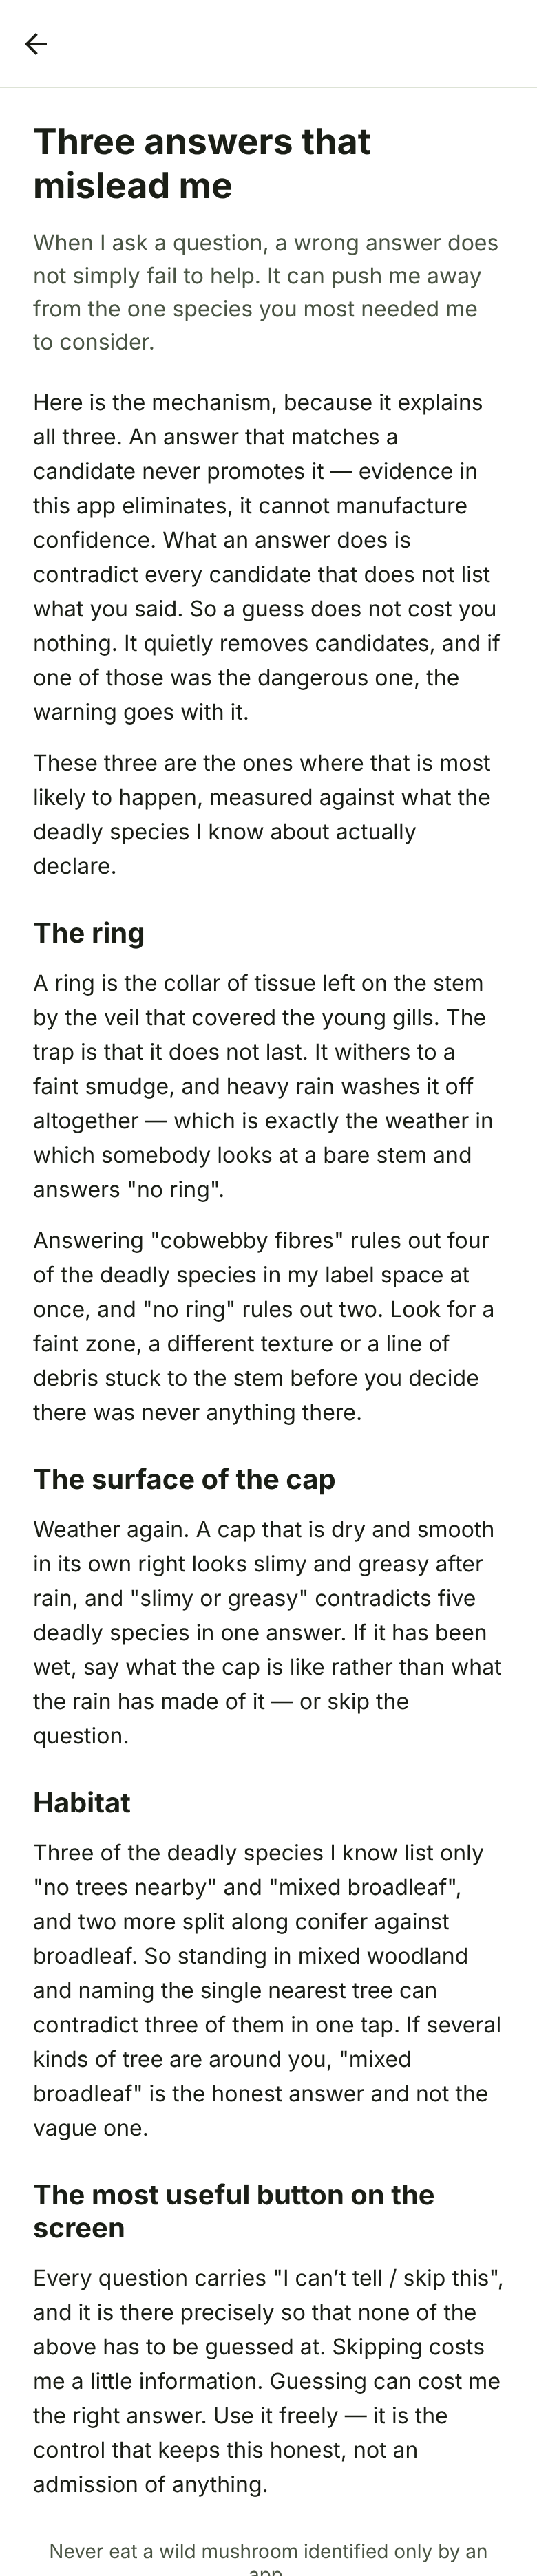 Three answers that
mislead me
When I ask a question, a wrong answer does
not simply fail to help. It can push me away
from the one species you most needed me
to consider.
Here is the mechanism, because it explains
all three. An answer that matches a
candidate never promotes it — evidence in
this app eliminates, it cannot manufacture
confidence. What an answer does is
contradict every candidate that does not list
what you said. So a guess does not cost you
nothing. It quietly removes candidates, and if
one of those was the dangerous one, the
warning goes with it.
These three are the ones where that is most
likely to happen, measured against what the
deadly species I know about actually
declare.
The ring
A ring is the collar of tissue left on the stem
by the veil that covered the young gills. The
trap is that it does not last. It withers to a
faint smudge, and heavy rain washes it off
altogether — which is exactly the weather in
which somebody looks at a bare stem and
answers "no ring".
Answering "cobwebby fibres" rules out four
of the deadly species in my label space at
once, and "no ring" rules out two. Look for a
faint zone, a different texture or a line of
debris stuck to the stem before you decide
there was never anything there.
The surface of the cap
Weather again. A cap that is dry and smooth
in its own right looks slimy and greasy after
rain, and "slimy or greasy" contradicts five
deadly species in one answer. If it has been
wet, say what the cap is like rather than what
the rain has made of it — or skip the
question.
Habitat
Three of the deadly species I know list only
"no trees nearby" and "mixed broadleaf",
and two more split along conifer against
broadleaf. So standing in mixed woodland
and naming the single nearest tree can
contradict three of them in one tap. If several
kinds of tree are around you, "mixed
broadleaf" is the honest answer and not the
vague one.
The most useful button on the
screen
Every question carries "I can’t tell / skip this",
and it is there precisely so that none of the
above has to be guessed at. Skipping costs
me a little information. Guessing can cost me
the right answer. Use it freely — it is the
control that keeps this honest, not an
admission of anything.
Never eat a wild mushroom identified only by an
app.